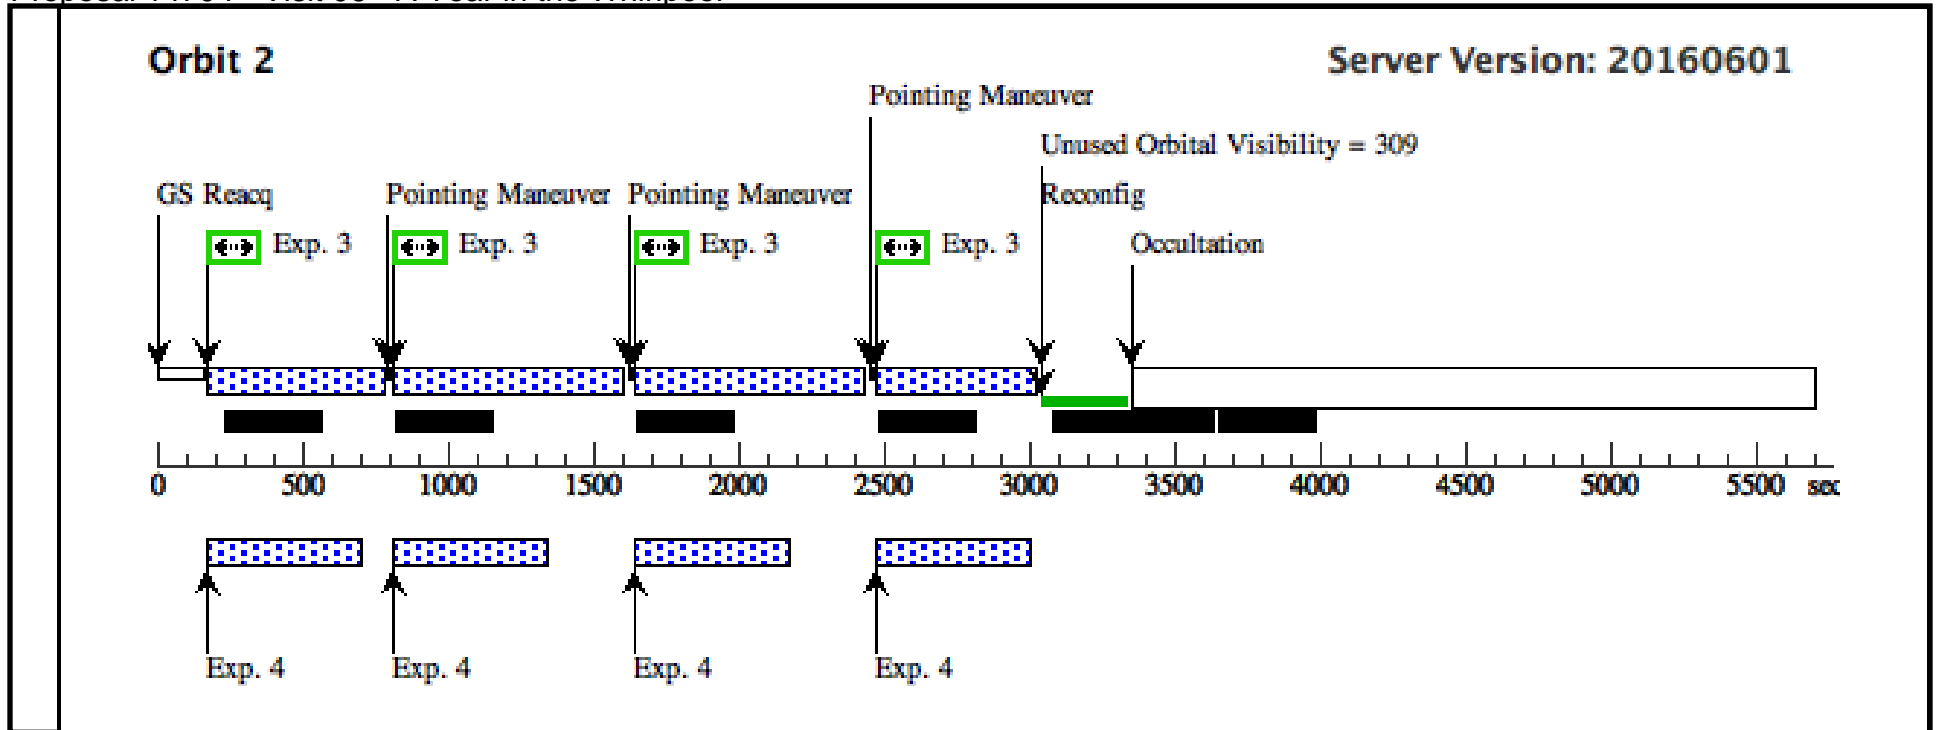 Orbit 2
Server Version: 20160601
Pointing Maneuver
Unused Orbital Visibility = 309
GS Reacq
Pointing Maneuver
Pointing Maneuver
Reconfig
Exp. 3
Exp. 3
Exp. 3
Exp. 3
Occultation
0
500
1000
1500
2000
2500
3000
3500
4000
4500
5000
5500
sec
Exp. 4
Exp. 4
Exp. 4
Exp. 4